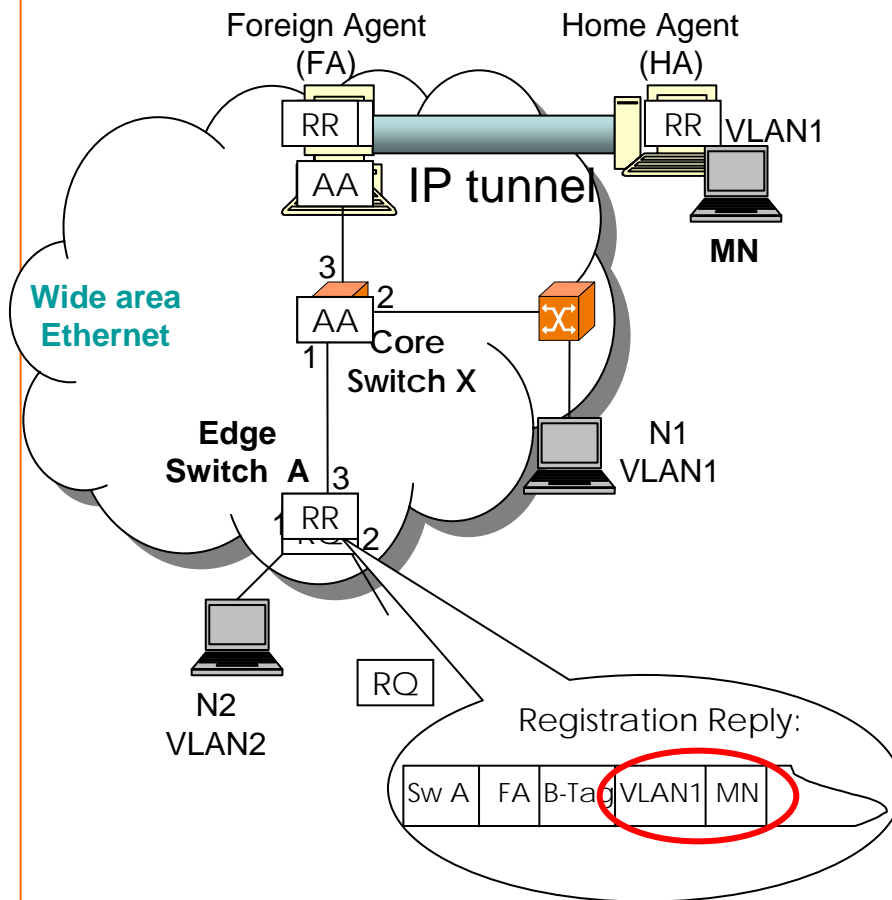 Foreign Agent
(FA)
Home Agent
(HA)
RR
RR
VLAN1
AA
IP tunnel
MN
3
Wide area
Ethernet
AA
2
1
Core
Switch X
Edge
Switch A
N1
VLAN1
3
1
RR
RQ
2
RQ
N2
VLAN2
Registration Reply:
Sw A FA B-Tag VLAN1 MN